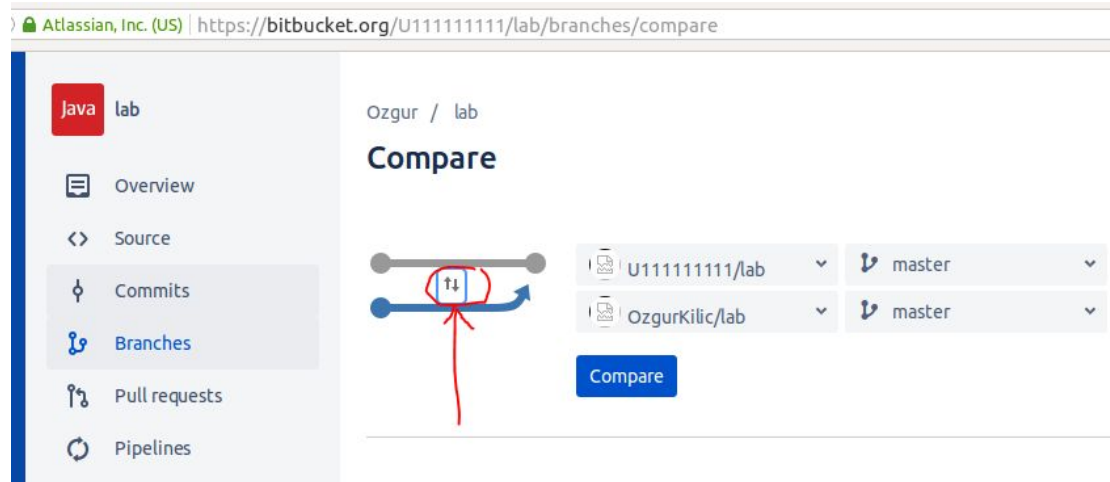 Atlassian, Inc. (US) https://bitbucket.org/U111111111/lab/branches/compare
Java lab
Overview
Source
Commits
Branches
Pull requests
Pipelines
Ozgur / lab
Compare
U111111111/lab master
OzgurKilic/lab master
Compare